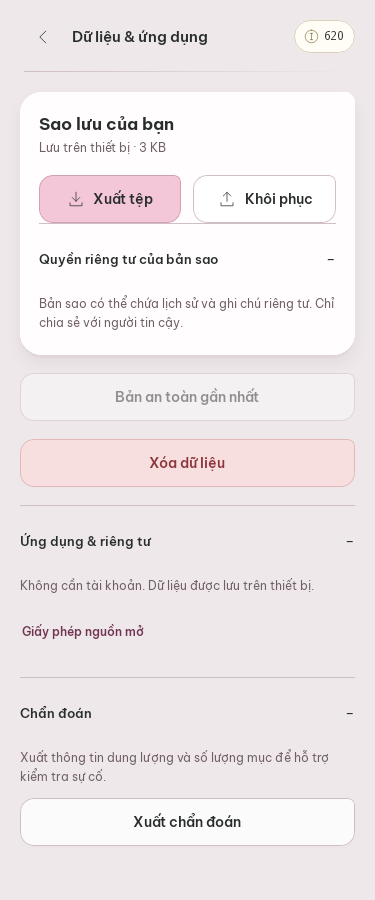 Dữ liệu & ứng dụng
620
Sao lưu của bạn
Lưu trên thiết bị · 3 KB
Xuất tệp
Khôi phục
Quyền riêng tư của bản sao
–
Bản sao có thể chứa lịch sử và ghi chú riêng tư. Chỉ
chia sẻ với người tin cậy.
Bản an toàn gần nhất
Xóa dữ liệu
Ứng dụng & riêng tư
–
Không cần tài khoản. Dữ liệu được lưu trên thiết bị.
Giấy phép nguồn mở
Chẩn đoán
–
Xuất thông tin dung lượng và số lượng mục để hỗ trợ
kiểm tra sự cố.
Xuất chẩn đoán